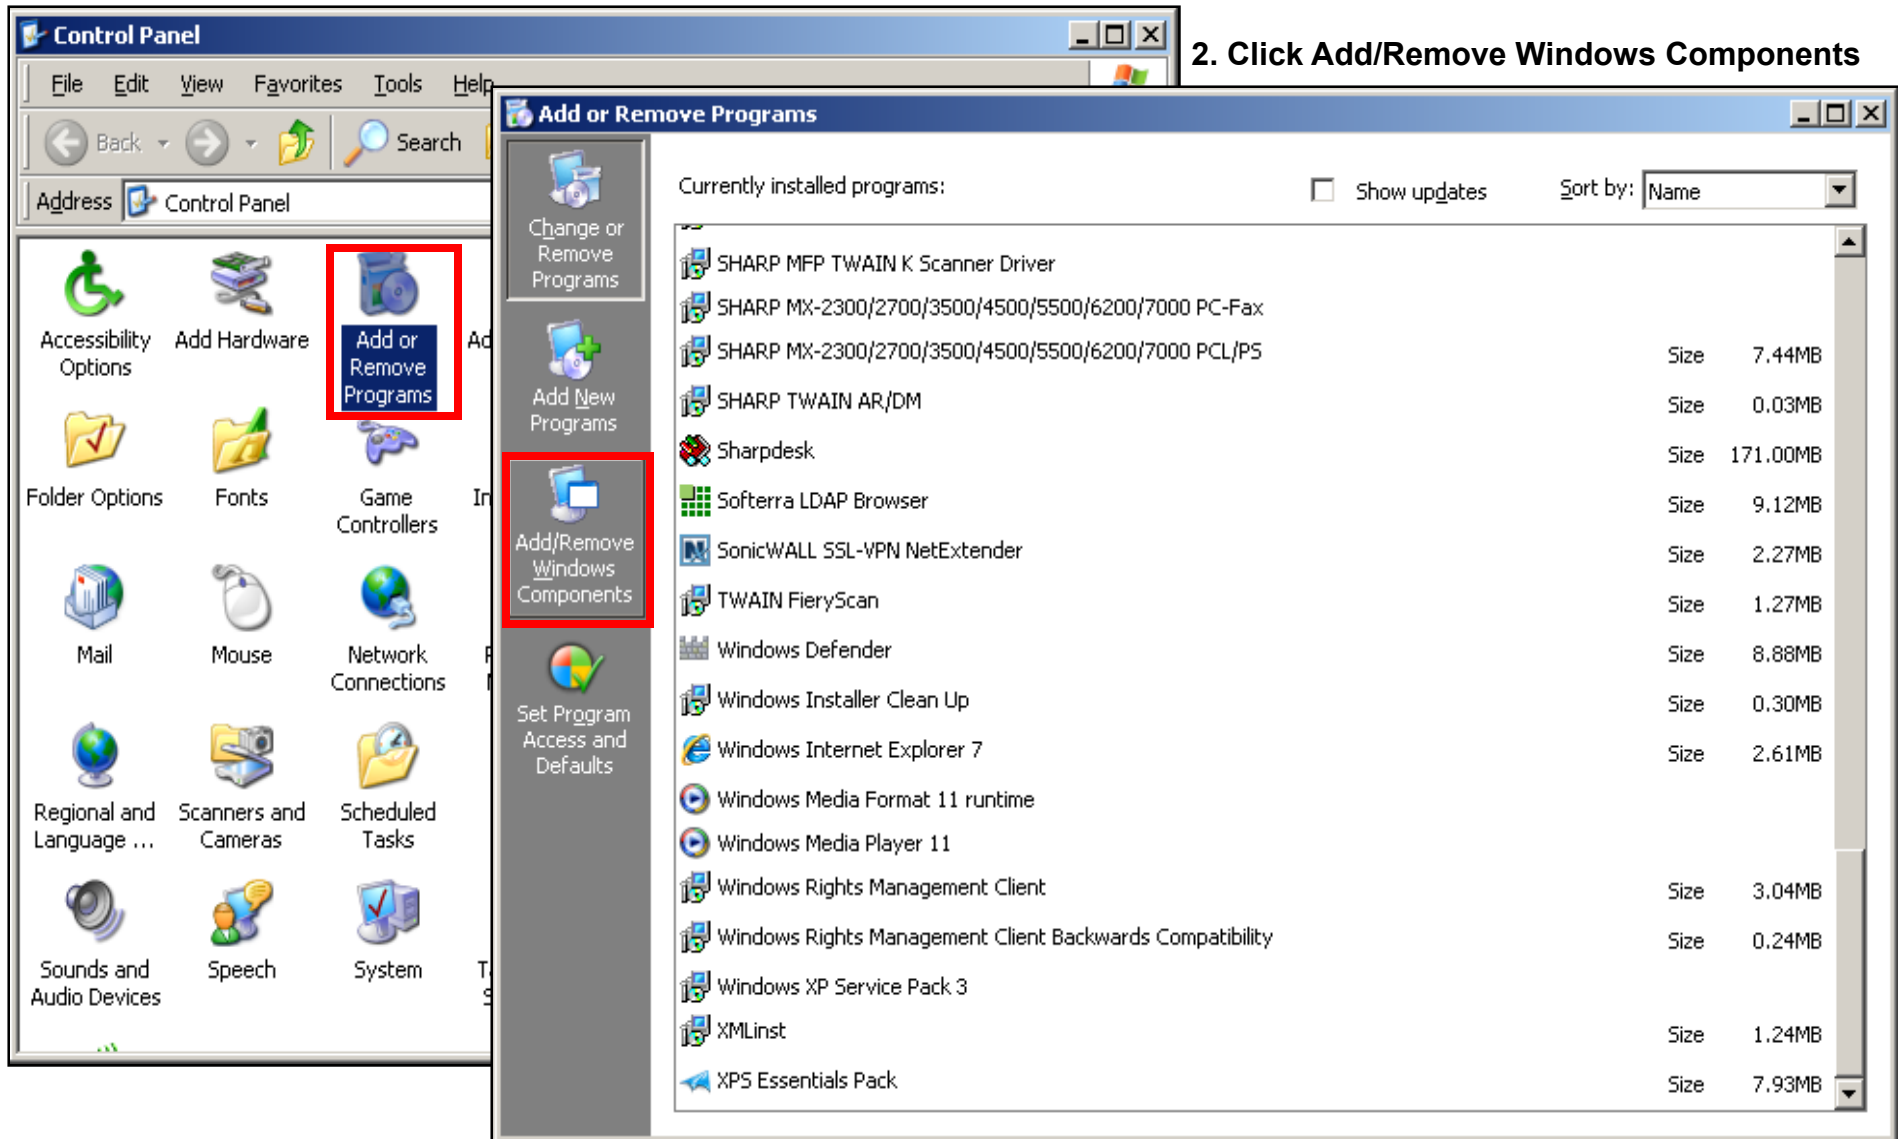 Control Panel
2. Click Add/Remove Windows Components
File Edit View Favorites Tools Help
Back Search
Address Control Panel
Accessibility Options
Add Hardware
Add or Remove Programs
Folder Options
Fonts
Game Controllers
Mail
Mouse
Network Connections
Regional and Language ...
Scanners and Cameras
Scheduled Tasks
Sounds and Audio Devices
Speech
System
Add or Remove Programs
Change or Remove Programs
Add New Programs
Add/Remove Windows Components
Set Program Access and Defaults
Currently installed programs: Show updates Sort by: Name
SHARP MFP TWAIN K Scanner Driver
SHARP MX-2300/2700/3500/4500/5500/6200/7000 PC-Fax
SHARP MX-2300/2700/3500/4500/5500/6200/7000 PCL/PS Size 7.44MB
SHARP TWAIN AR/DM Size 0.03MB
Sharpdesk Size 171.00MB
Softerra LDAP Browser Size 9.12MB
SonicWALL SSL-VPN NetExtender Size 2.27MB
TWAIN FieryScan Size 1.27MB
Windows Defender Size 8.88MB
Windows Installer Clean Up Size 0.30MB
Windows Internet Explorer 7 Size 2.61MB
Windows Media Format 11 runtime
Windows Media Player 11
Windows Rights Management Client Size 3.04MB
Windows Rights Management Client Backwards Compatibility Size 0.24MB
Windows XP Service Pack 3
XMLinst Size 1.24MB
XPS Essentials Pack Size 7.93MB